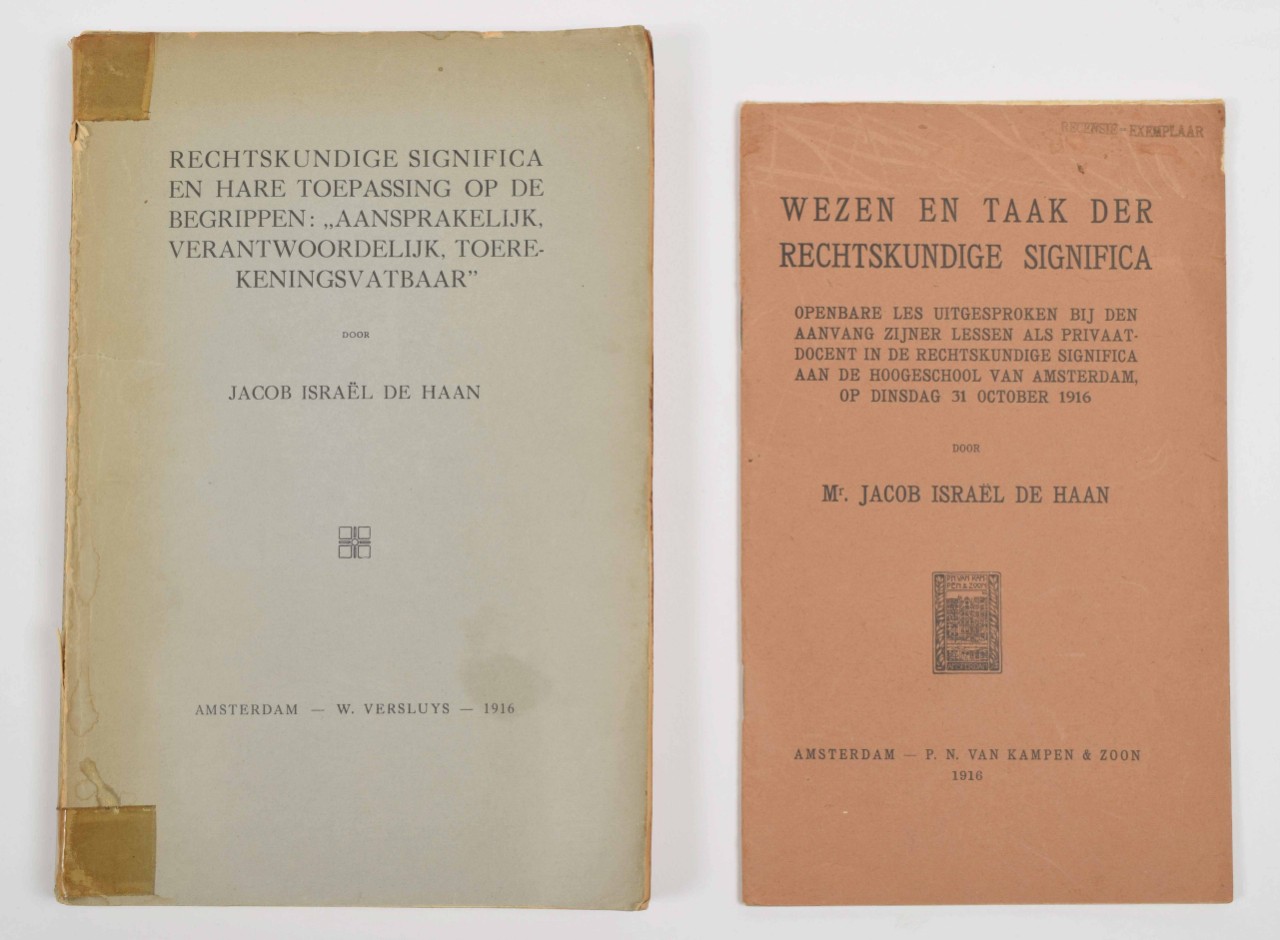 RECHTSKUNDIGE SIGNIFICA
EN HARE TOEPASSING OP DE
BEGRIPPEN: „AANSPRAKELIJK,
VERANTWOORDELIJK, TOERE-
KENINGSVATBAAR”
DOOR
JACOB ISRAËL DE HAAN
AMSTERDAM — W. VERSLUYS — 1916
RECENSIE-EXEMPLAAR
WEZEN EN TAAK DER
RECHTSKUNDIGE SIGNIFICA
OPENBARE LES UITGESPROKEN BIJ DEN
AANVANG ZIJNER LESSEN ALS PRIVAAT-
DOCENT IN DE RECHTSKUNDIGE SIGNIFICA
AAN DE HOOGESCHOOL VAN AMSTERDAM,
OP DINSDAG 31 OCTOBER 1916
DOOR
Mr. JACOB ISRAËL DE HAAN
AMSTERDAM — P. N. VAN KAMPEN & ZOON
1916